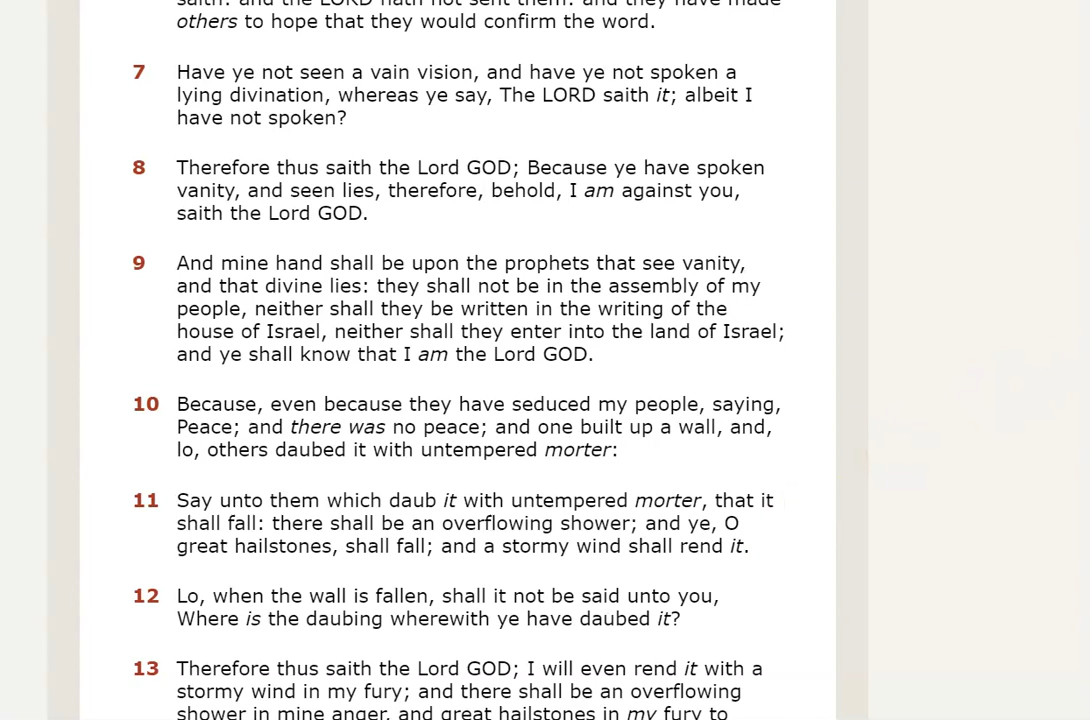 saith: and the LORD hath not sent them: and they have made
others to hope that they would confirm the word.
7 Have ye not seen a vain vision, and have ye not spoken a
lying divination, whereas ye say, The LORD saith it; albeit I
have not spoken?
8 Therefore thus saith the Lord GOD; Because ye have spoken
vanity, and seen lies, therefore, behold, I am against you,
saith the Lord GOD.
9 And mine hand shall be upon the prophets that see vanity,
and that divine lies: they shall not be in the assembly of my
people, neither shall they be written in the writing of the
house of Israel, neither shall they enter into the land of Israel;
and ye shall know that I am the Lord GOD.
10 Because, even because they have seduced my people, saying,
Peace; and there was no peace; and one built up a wall, and,
lo, others daubed it with untempered morter:
11 Say unto them which daub it with untempered morter, that it
shall fall: there shall be an overflowing shower; and ye, O
great hailstones, shall fall; and a stormy wind shall rend it.
12 Lo, when the wall is fallen, shall it not be said unto you,
Where is the daubing wherewith ye have daubed it?
13 Therefore thus saith the Lord GOD; I will even rend it with a
stormy wind in my fury; and there shall be an overflowing
shower in mine anger, and great hailstones in my fury to